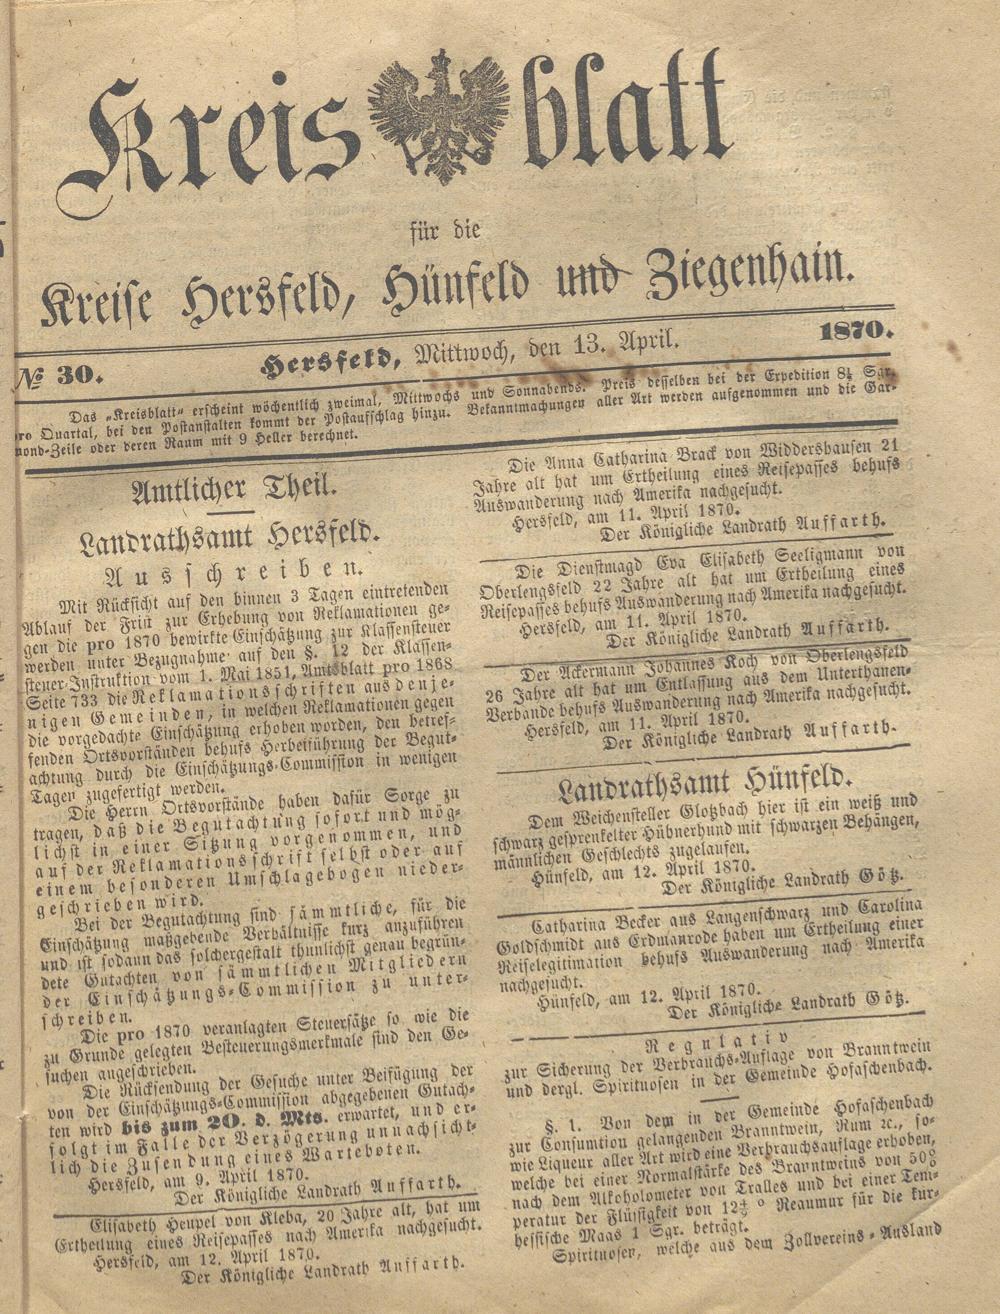 Kreisblatt
für die
Kreise Hersfeld, Hünfeld und Ziegenhain.
№ 30. Hersfeld, Mittwoch, den 13. April. 1870.
Das „Kreisblatt“ erscheint wöchentlich zweimal, Mittwochs und Sonnabends. Preis desselben bei der Expedition 8½ Sgr.
pro Quartal, bei den Postanstalten kommt der Postaufschlag hinzu. Bekanntmachungen aller Art werden aufgenommen und die Gar-
mond-Zeile oder deren Raum mit 9 Heller berechnet.
Amtlicher Theil.
Landrathsamt Hersfeld.
Ausschreiben.
Mit Rücksicht auf den binnen 3 Tagen eintretenden
Ablauf der Frist zur Erhebung von Reklamationen ge-
gen die pro 1870 bewirkte Einschätzung zur Klassensteuer
werden unter Bezugnahme auf den §. 12 der Klassen-
steuer-Instruktion vom 1. Mai 1851, Amtsblatt pro 1868
Seite 733 die Reklamationsschriften aus denje-
nigen Gemeinden, in welchen Reklamationen gegen
die vorgedachte Einschätzung erhoben worden, den betref-
fenden Ortsvorständen behufs Herbeiführung der Begut-
achtung durch die Einschätzungs-Commission in wenigen
Tagen zugefertigt werden.
Die Herrn Ortsvorstände haben dafür Sorge zu
tragen, daß die Begutachtung sofort und mög-
lichst in einer Sitzung vorgenommen, und
auf der Reklamationsschrift selbst oder auf
einem besonderen Umschlagebogen nieder-
geschrieben wird.
Bei der Begutachtung sind sämmtliche, für die
Einschätzung maßgebende Verhältnisse kurz anzuführen
und ist sodann das solchergestalt thunlichst genau begrün-
dete Gutachten von sämmtlichen Mitgliedern
der Einschätzungs-Commission zu unter-
schreiben.
Die pro 1870 veranlagten Steuersätze so wie die
zu Grunde gelegten Besteuerungsmerkmale sind den Ge-
suchen angeschrieben.
Die Rücksendung der Gesuche unter Beifügung der
von der Einschätzungs-Commission abgegebenen Gutach-
ten wird bis zum 20. d. Mts. erwartet, und er-
folgt im Falle der Verzögerung unnachsicht-
lich die Zusendung eines Warteboten.
Hersfeld, am 9. April 1870.
Der Königliche Landrath Auffarth.
Elisabeth Heupel von Kleba, 20 Jahre alt, hat um
Ertheilung eines Reisepasses nach Amerika nachgesucht.
Hersfeld, am 12. April 1870.
Der Königliche Landrath Auffarth.
Die Anna Catharina Brack von Widdershausen 21
Jahre alt hat um Ertheilung eines Reisepasses behufs
Auswanderung nach Amerika nachgesucht.
Hersfeld, am 11. April 1870.
Der Königliche Landrath Auffarth.
Die Dienstmagd Eva Elisabeth Seeligmann von
Oberlengsfeld 22 Jahre alt hat um Ertheilung eines
Reisepasses behufs Auswanderung nach Amerika nachgesucht.
Hersfeld, am 11. April 1870.
Der Königliche Landrath Auffarth.
Der Ackermann Johannes Koch von Oberlengsfeld
26 Jahre alt hat um Entlassung aus dem Unterthanen-
Verbande behufs Auswanderung nach Amerika nachgesucht.
Hersfeld, am 11. April 1870.
Der Königliche Landrath Auffarth.
Landrathsamt Hünfeld.
Dem Weichensteller Glotzbach hier ist ein weiß und
schwarz gesprenkelter Hühnerhund mit schwarzen Behängen,
männlichen Geschlechts zugelaufen.
Hünfeld, am 12. April 1870.
Der Königliche Landrath Götz.
Catharina Becker aus Langenschwarz und Carolina
Goldschmidt aus Erdmanrode haben um Ertheilung einer
Reiselegitimation behufs Auswanderung nach Amerika
nachgesucht.
Hünfeld, am 12. April 1870.
Der Königliche Landrath Götz.
Regulativ
zur Sicherung der Verbrauchs-Auflage von Branntwein
und dergl. Spirituosen in der Gemeinde Hofaschenbach.
§. 1. Von dem in der Gemeinde Hofaschenbach
zur Consumtion gelangenden Branntwein, Rum ꝛc., so-
wie Liqueur aller Art wird eine Verbrauchsauflage erhoben,
welche bei einer Normalstärke des Branntweins von 50%
nach dem Alkoholometer von Tralles und bei einer Tem-
peratur der Flüssigkeit von 12 4/9 ° Reaumur für die kur-
hessische Maas 1 Sgr. beträgt.
Spirituosen, welche aus dem Zollvereins-Ausland